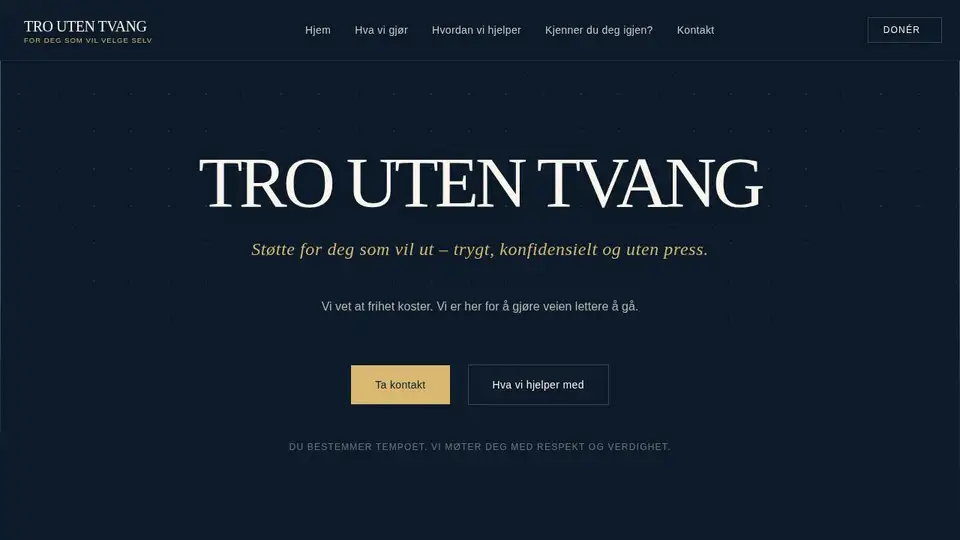 TRO UTEN TVANG
FOR DEG SOM VIL VELGE SELV
Hjem
Hva vi gjør
Hvordan vi hjelper
Kjenner du deg igjen?
Kontakt
DONÉR
TRO UTEN TVANG
Støtte for deg som vil ut – trygt, konfidensielt og uten press.
Vi vet at frihet koster. Vi er her for å gjøre veien lettere å gå.
Ta kontakt
Hva vi hjelper med
DU BESTEMMER TEMPOET. VI MØTER DEG MED RESPEKT OG VERDIGHET.